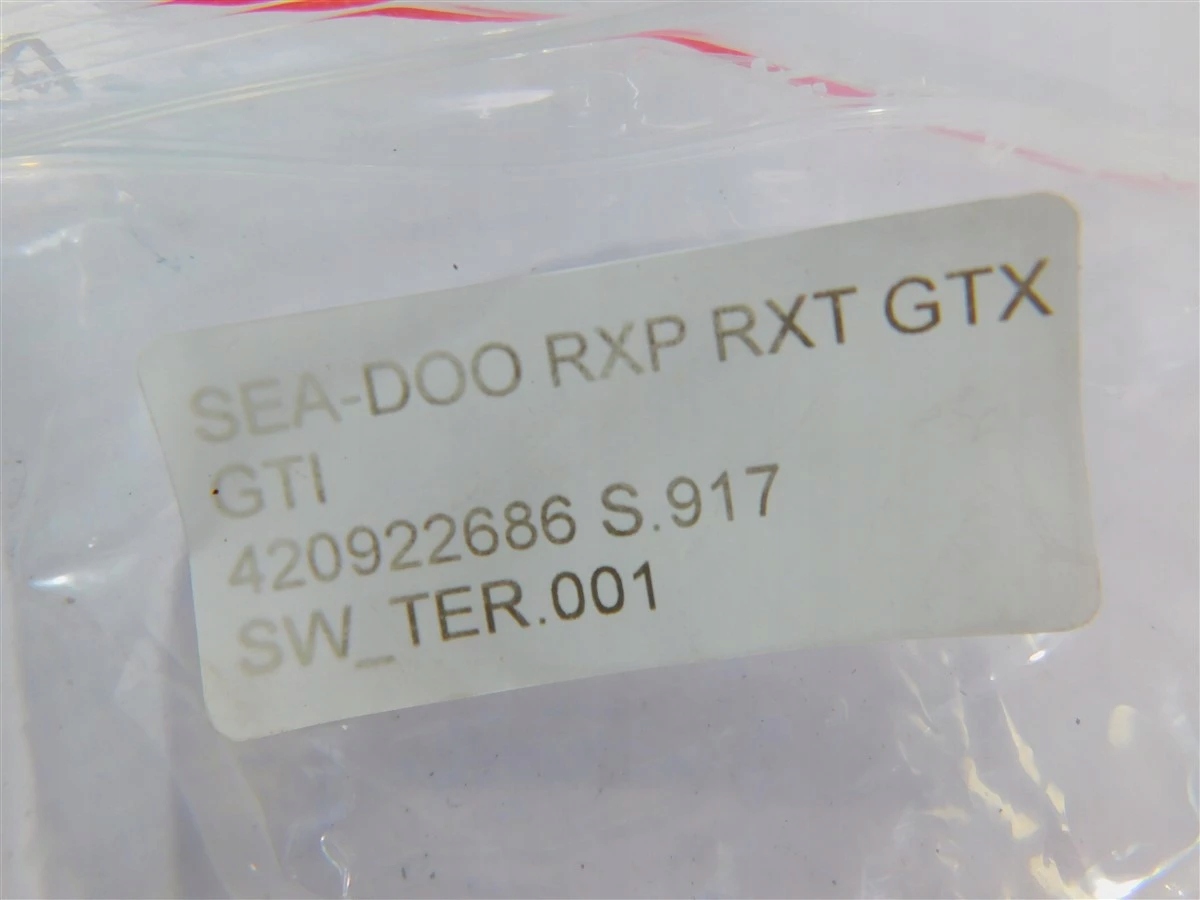 SEA-DOO RXP RXT GTX
GTI
420922686 S.917
SW_TER.001